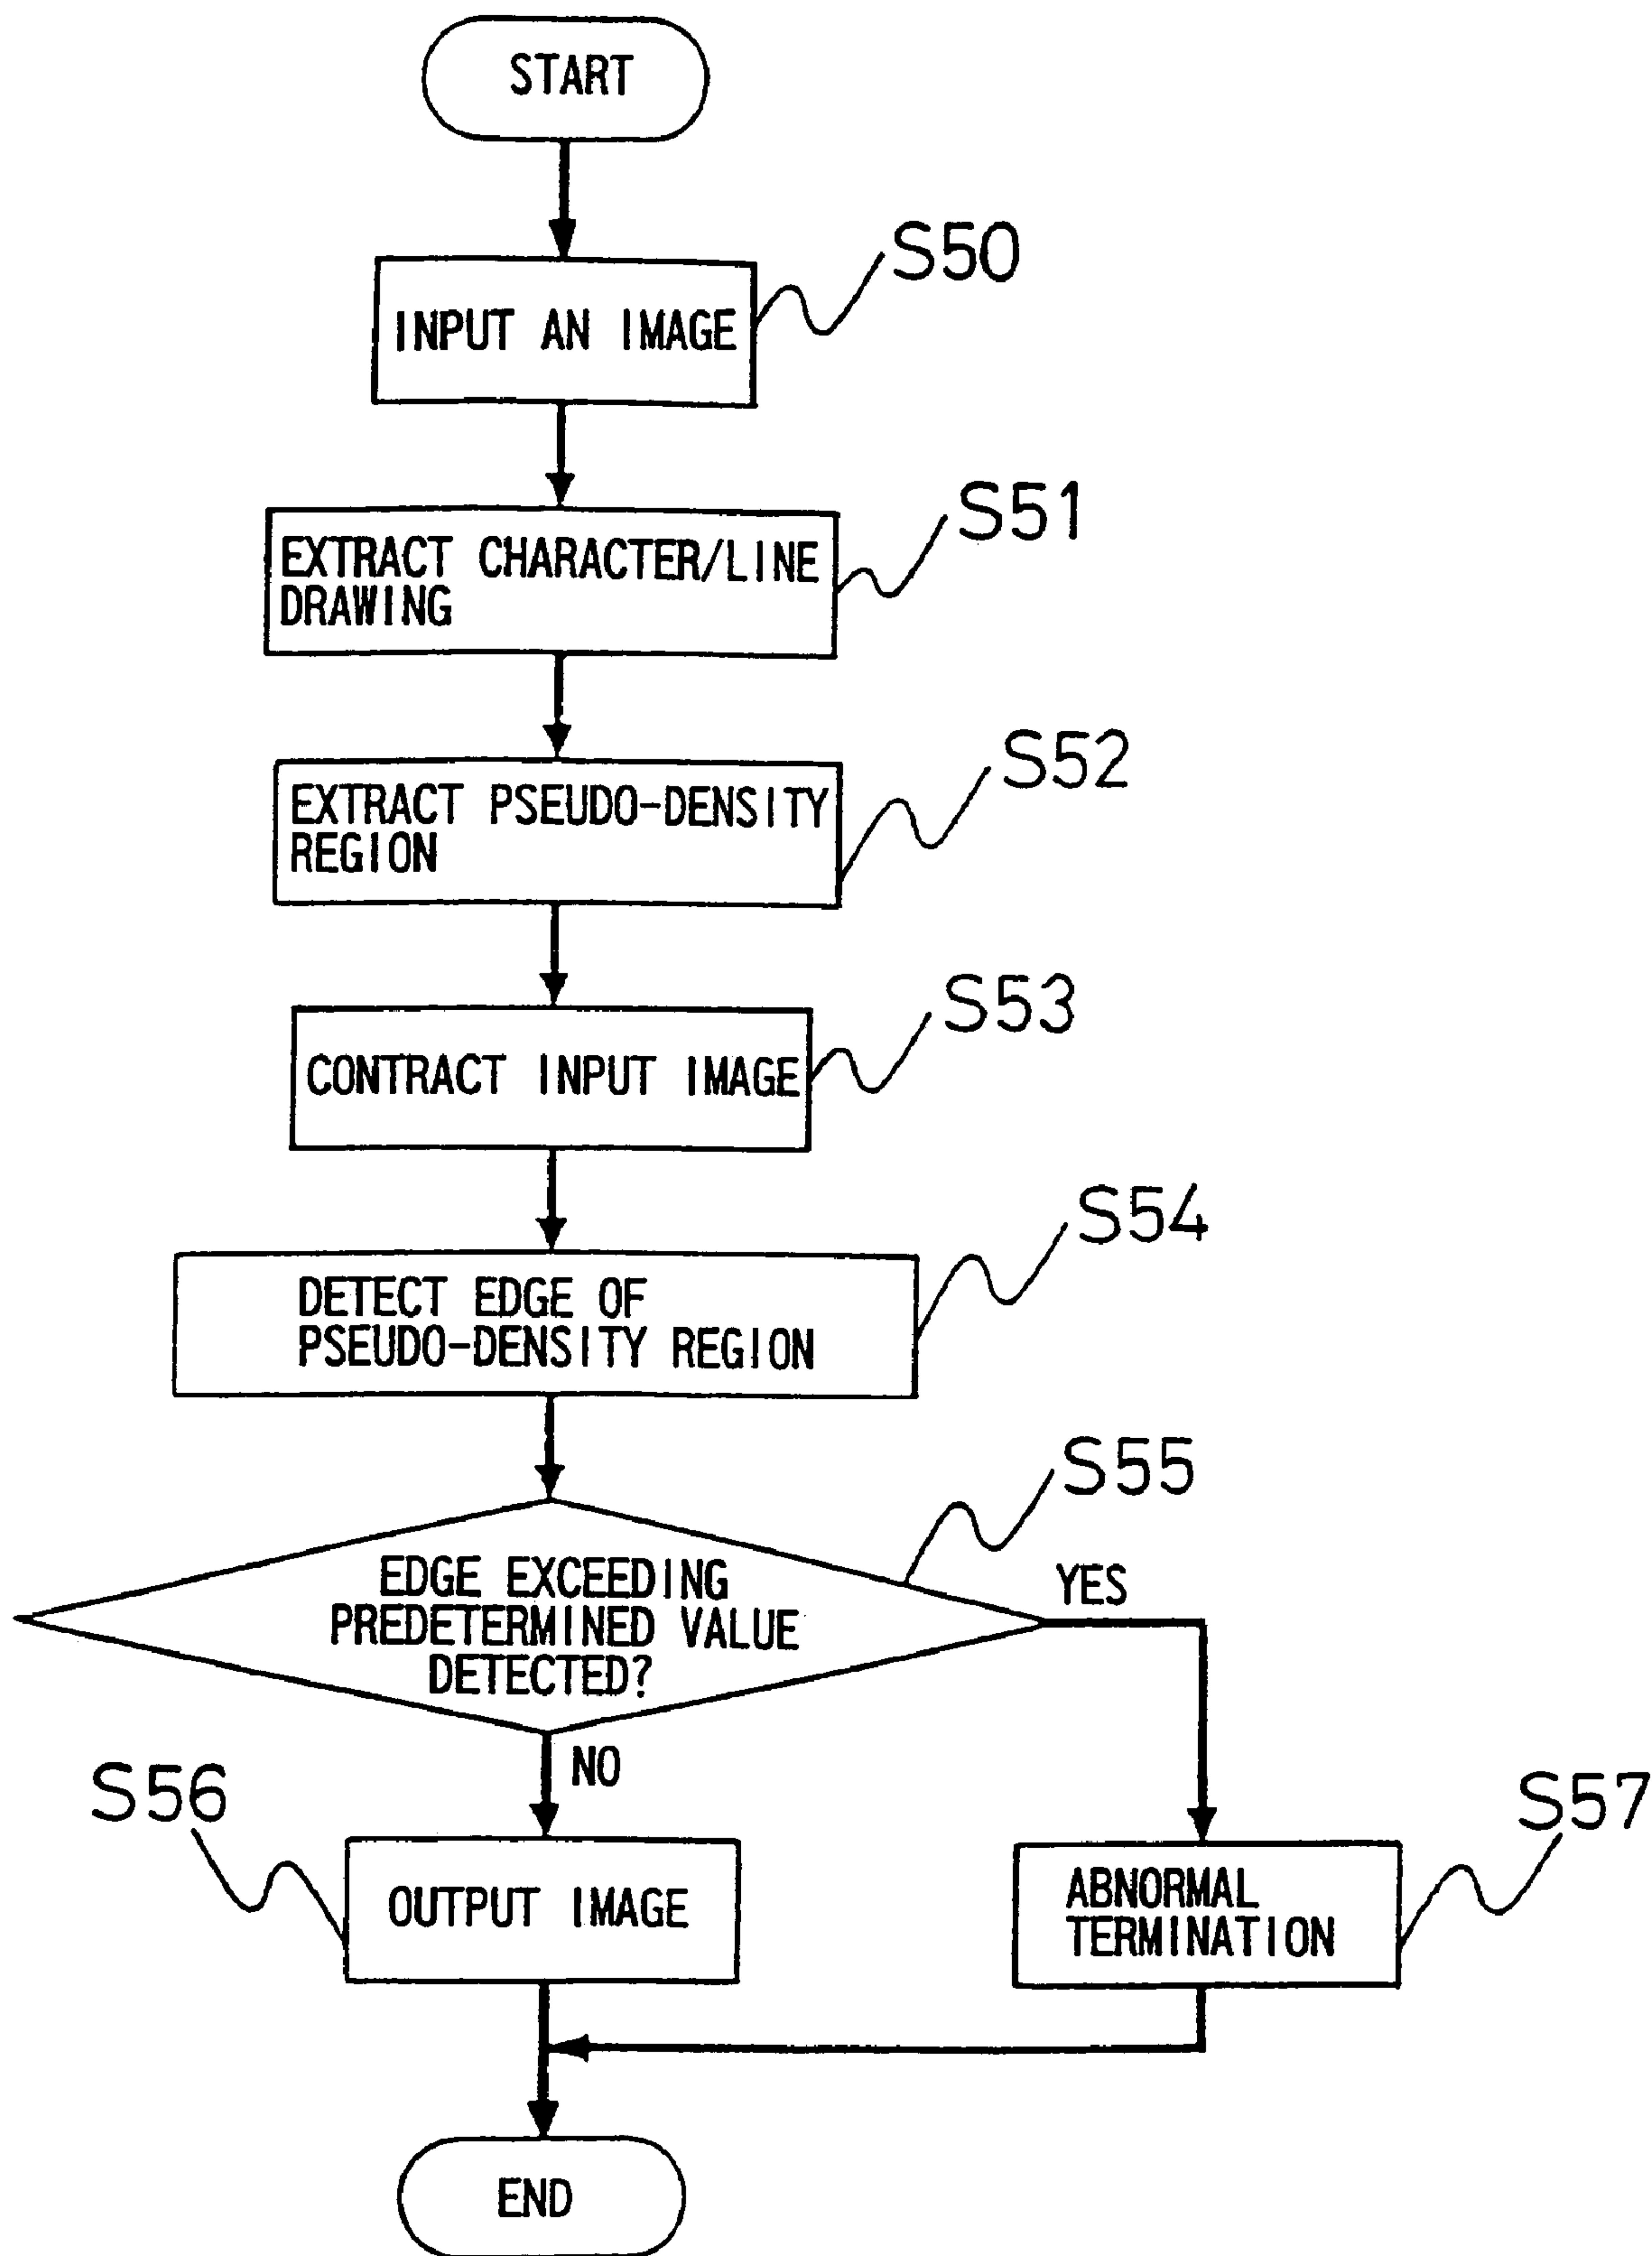 START
S50
INPUT AN IMAGE
S51
EXTRACT CHARACTER/LINE
DRAWING
S52
EXTRACT PSEUDO-DENSITY
REGION
S53
CONTRACT INPUT IMAGE
S54
DETECT EDGE OF
PSEUDO-DENSITY REGION
S55
EDGE EXCEEDING
PREDETERMINED VALUE
DETECTED?
YES
NO
S56
OUTPUT IMAGE
S57
ABNORMAL
TERMINATION
END